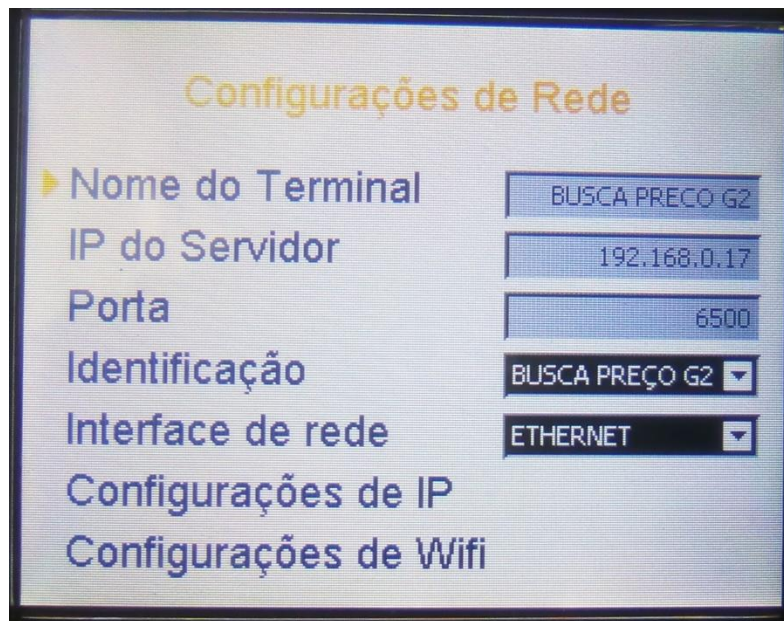 Configurações de Rede
Nome do Terminal BUSCA PRECO G2
IP do Servidor 192.168.0.17
Porta 6500
Identificação BUSCA PREÇO G2
Interface de rede ETHERNET
Configurações de IP
Configurações de Wifi